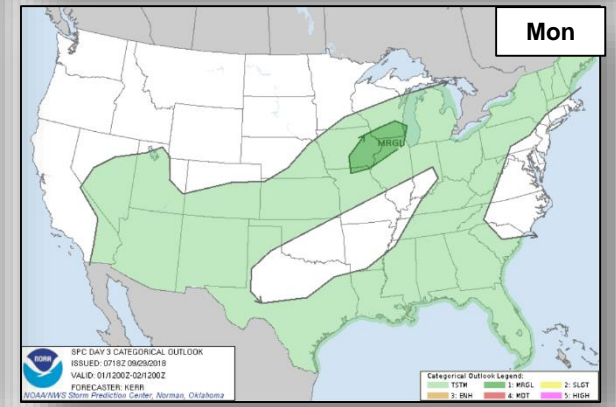 Mon
MRGL
NOAA
SPC DAY 3 CATEGORICAL OUTLOOK
ISSUED: 0718Z 09/29/2018
VALID: 01/1200Z-02/1200Z
FORECASTER: KERR
NOAA/NWS Storm Prediction Center, Norman, Oklahoma
Categorical Outlook Legend:
TSTM 1: MRGL 2: SLGT
3: ENH 4: MDT 5: HIGH